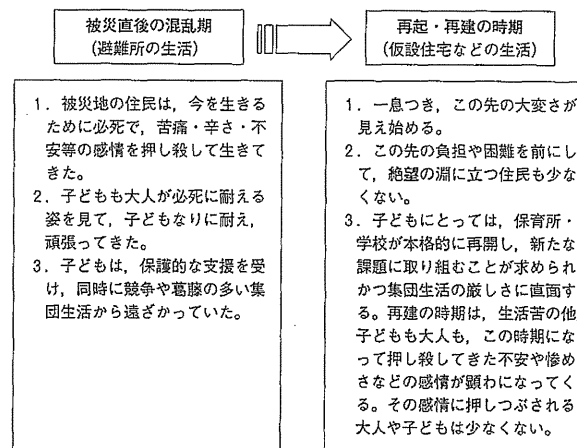 被災直後の混乱期
(避難所の生活)
再起・再建の時期
(仮設住宅などの生活)
1. 被災地の住民は，今を生きる
ために必死で，苦痛・辛さ・不
安等の感情を押し殺して生きて
きた。
2. 子どもも大人が必死に耐える
姿を見て，子どもなりに耐え，
頑張ってきた。
3. 子どもは，保護的な支援を受
け，同時に競争や葛藤の多い集
団生活から遠ざかっていた。
1. 一息つき，この先の大変さが
見え始める。
2. この先の負担や困難を前にし
て，絶望の淵に立つ住民も少な
くない。
3. 子どもにとっては，保育所・
学校が本格的に再開し，新たな
課題に取り組むことが求められ
かつ集団生活の厳しさに直面す
る。再建の時期は，生活苦の他
子どもも大人も，この時期にな
って押し殺してきた不安や惨め
さなどの感情が顕わになってく
る。その感情に押しつぶされる
大人や子どもは少なくない。